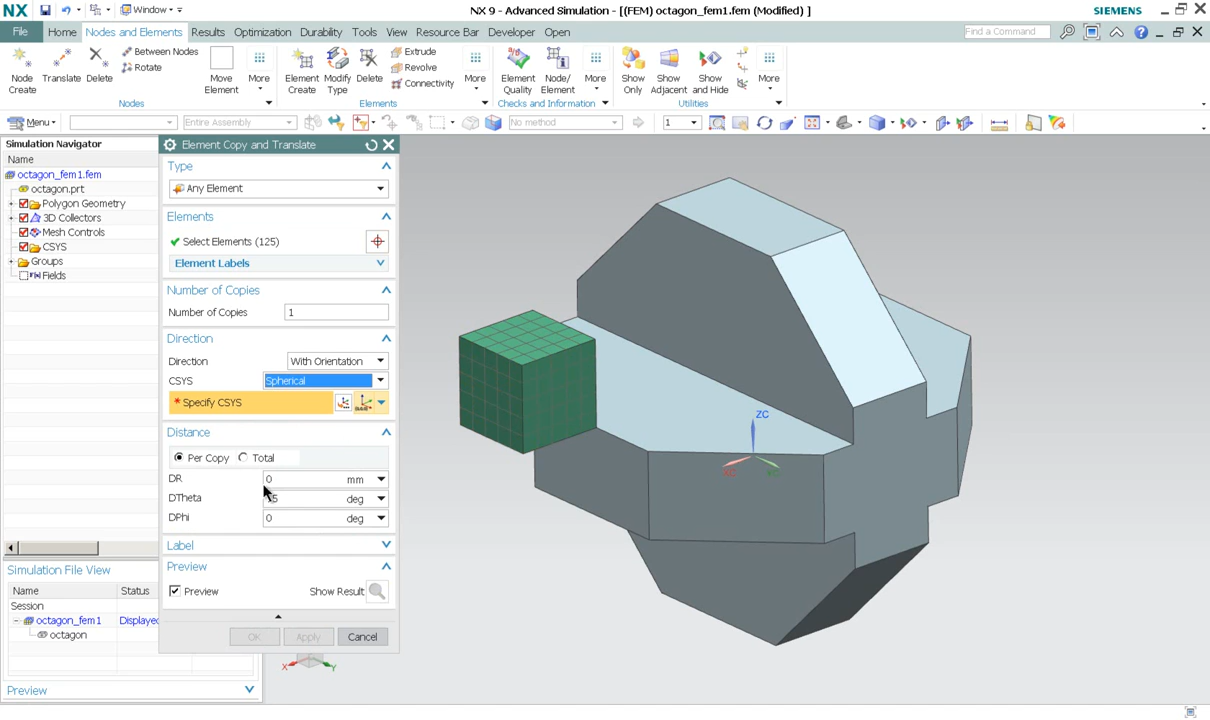 NX
Window
NX 9 - Advanced Simulation - [(FEM) octagon_fem1.fem (Modified) ]
SIEMENS
File
Home
Nodes and Elements
Results
Optimization
Durability
Tools
View
Resource Bar
Developer
Open
Find a Command
Node
Create
Translate
Delete
Between Nodes
Rotate
Move
Element
More
Element
Create
Modify
Type
Delete
Extrude
Revolve
Connectivity
More
Element
Quality
Node/
Element
More
Show
Only
Show
Adjacent
Show
and Hide
More
Nodes
Elements
Checks and Information
Utilities
Menu
Entire Assembly
No method
1
Simulation Navigator
Name
octagon_fem1.fem
octagon.prt
Polygon Geometry
3D Collectors
Mesh Controls
CSYS
Groups
Fields
Element Copy and Translate
Type
Any Element
Elements
Select Elements (125)
Element Labels
Number of Copies
Number of Copies
1
Direction
Direction
With Orientation
CSYS
Spherical
* Specify CSYS
Distance
Per Copy
Total
DR
0
mm
DTheta
deg
DPhi
0
deg
Label
Preview
Preview
Show Result
OK
Apply
Cancel
ZC
Simulation File View
Name
Status
Session
octagon_fem1
Displayed
octagon
Preview
X
Y